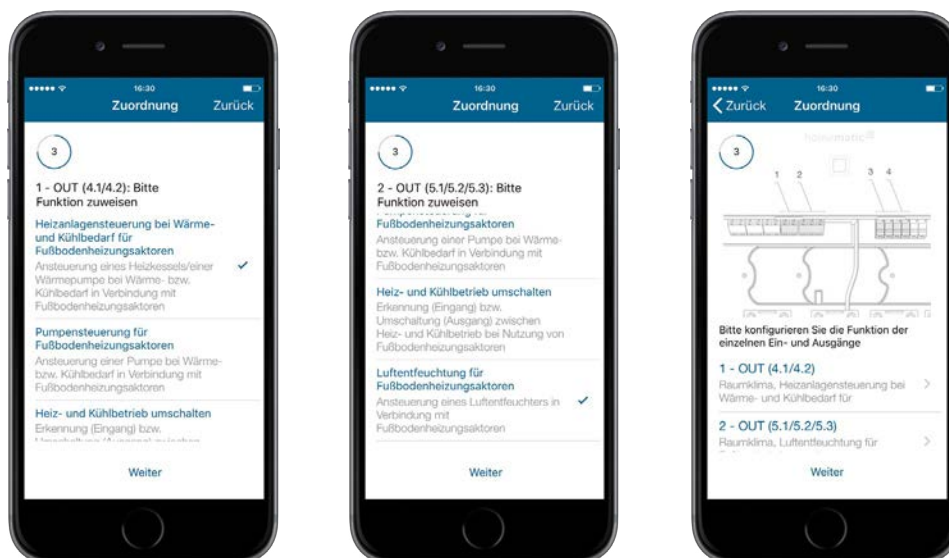 16:30
Zuordnung Zurück
3
1 - OUT (4.1/4.2): Bitte
Funktion zuweisen
Heizanlagensteuerung bei Wärme-
und Kühlbedarf für
Fußbodenheizungsaktoren
Ansteuerung eines Heizkessels/einer
Wärmepumpe bei Wärme- bzw.
Kühlbedarf in Verbindung mit
Fußbodenheizungsaktoren
Pumpensteuerung für
Fußbodenheizungsaktoren
Ansteuerung einer Pumpe bei Wärme-
bzw. Kühlbedarf in Verbindung mit
Fußbodenheizungsaktoren
Heiz- und Kühlbetrieb umschalten
Erkennung (Eingang) bzw.
Umschaltung (Ausgang) zwischen
Weiter
16:30
Zuordnung Zurück
3
2 - OUT (5.1/5.2/5.3): Bitte
Funktion zuweisen
Pumpensteuerung für
Fußbodenheizungsaktoren
Ansteuerung einer Pumpe bei Wärme-
bzw. Kühlbedarf in Verbindung mit
Fußbodenheizungsaktoren
Heiz- und Kühlbetrieb umschalten
Erkennung (Eingang) bzw.
Umschaltung (Ausgang) zwischen
Heiz- und Kühlbetrieb bei Nutzung von
Fußbodenheizungsaktoren
Luftentfeuchtung für
Fußbodenheizungsaktoren
Ansteuerung eines Luftentfeuchters in
Verbindung mit
Fußbodenheizungsaktoren
Weiter
16:30
Zurück Zuordnung
homematic IP
3
1 2 3 4
Bitte konfigurieren Sie die Funktion der
einzelnen Ein- und Ausgänge
1 - OUT (4.1/4.2)
Raumklima, Heizanlagensteuerung bei
Wärme- und Kühlbedarf für
2 - OUT (5.1/5.2/5.3)
Raumklima, Luftentfeuchtung für
Weiter